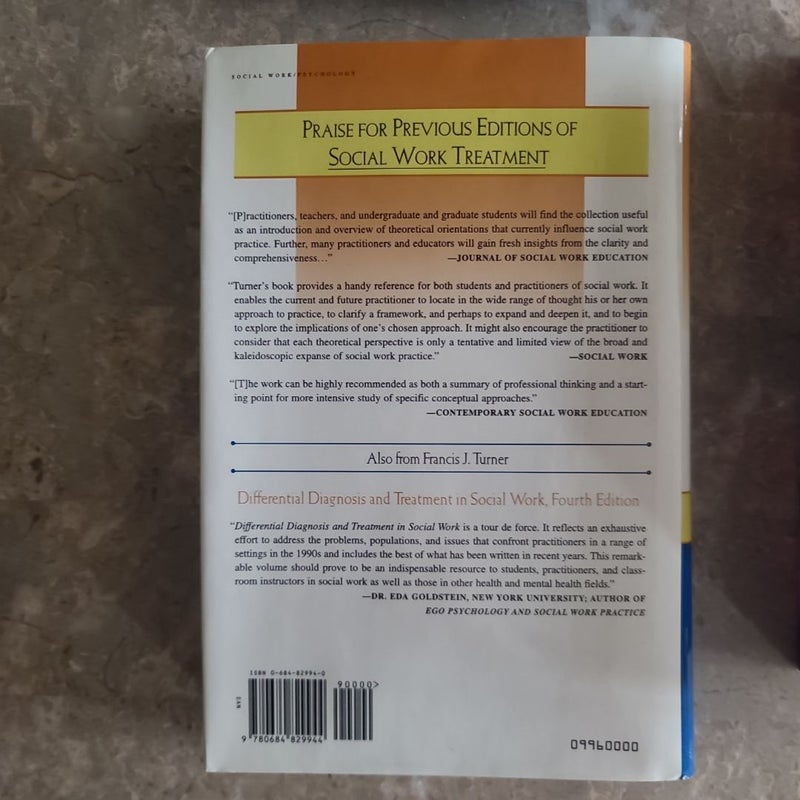 SOCIAL WORK/PSYCHOLOGY
PRAISE FOR PREVIOUS EDITIONS OF
SOCIAL WORK TREATMENT
“[P]ractitioners, teachers, and undergraduate and graduate students will find the collection useful
as an introduction and overview of theoretical orientations that currently influence social work
practice. Further, many practitioners and educators will gain fresh insights from the clarity and
comprehensiveness…” —JOURNAL OF SOCIAL WORK EDUCATION
“Turner’s book provides a handy reference for both students and practitioners of social work. It
enables the current and future practitioner to locate in the wide range of thought his or her own
approach to practice, to clarify a framework, and perhaps to expand and deepen it, and to begin
to explore the implications of one’s chosen approach. It might also encourage the practitioner to
consider that each theoretical perspective is only a tentative and limited view of the broad and
kaleidoscopic expanse of social work practice.” —SOCIAL WORK
“[T]he work can be highly recommended as both a summary of professional thinking and a start-
ing point for more intensive study of specific conceptual approaches.”
—CONTEMPORARY SOCIAL WORK EDUCATION
Also from Francis J. Turner
Differential Diagnosis and Treatment in Social Work, Fourth Edition
“Differential Diagnosis and Treatment in Social Work is a tour de force. It reflects an exhaustive
effort to address the problems, populations, and issues that confront practitioners in a range of
settings in the 1990s and includes the best of what has been written in recent years. This remark-
able volume should prove to be an indispensable resource to students, practitioners, and class-
room instructors in social work as well as those in other health and mental health fields.”
—DR. EDA GOLDSTEIN, NEW YORK UNIVERSITY; AUTHOR OF
EGO PSYCHOLOGY AND SOCIAL WORK PRACTICE
ISBN 0-684-82994-0
90000>
EAN
9 780684 829944
09960000